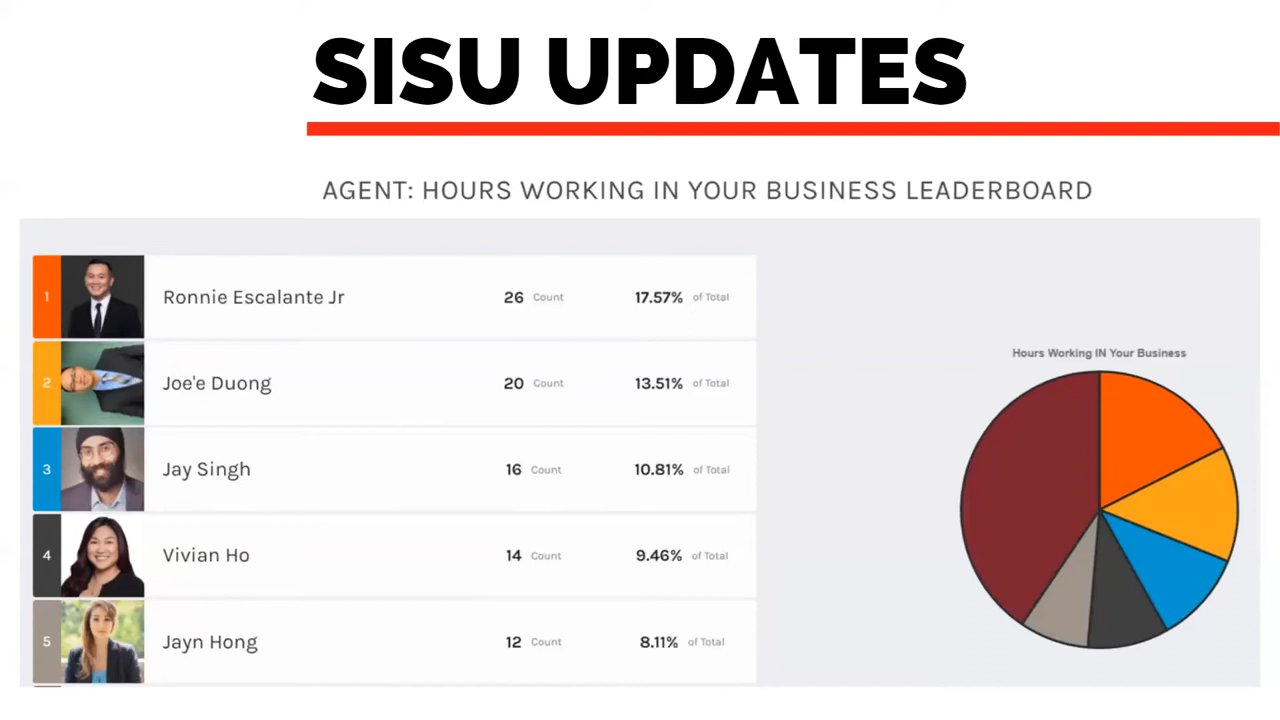 SISU UPDATES
AGENT: HOURS WORKING IN YOUR BUSINESS LEADERBOARD
1 Ronnie Escalante Jr 26 Count 17.57% of Total
2 Joe'e Duong 20 Count 13.51% of Total
3 Jay Singh 16 Count 10.81% of Total
4 Vivian Ho 14 Count 9.46% of Total
5 Jayn Hong 12 Count 8.11% of Total
Hours Working IN Your Business